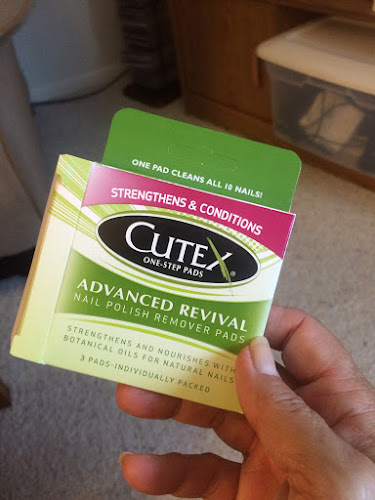 ONE PAD CLEANS ALL 10 NAILS!
STRENGTHENS & CONDITIONS
CUTEX®
ONE-STEP PADS
ADVANCED REVIVAL
NAIL POLISH REMOVER PADS
STRENGTHENS AND NOURISHES WITH
BOTANICAL OILS FOR NATURAL NAILS
3 PADS-INDIVIDUALLY PACKED